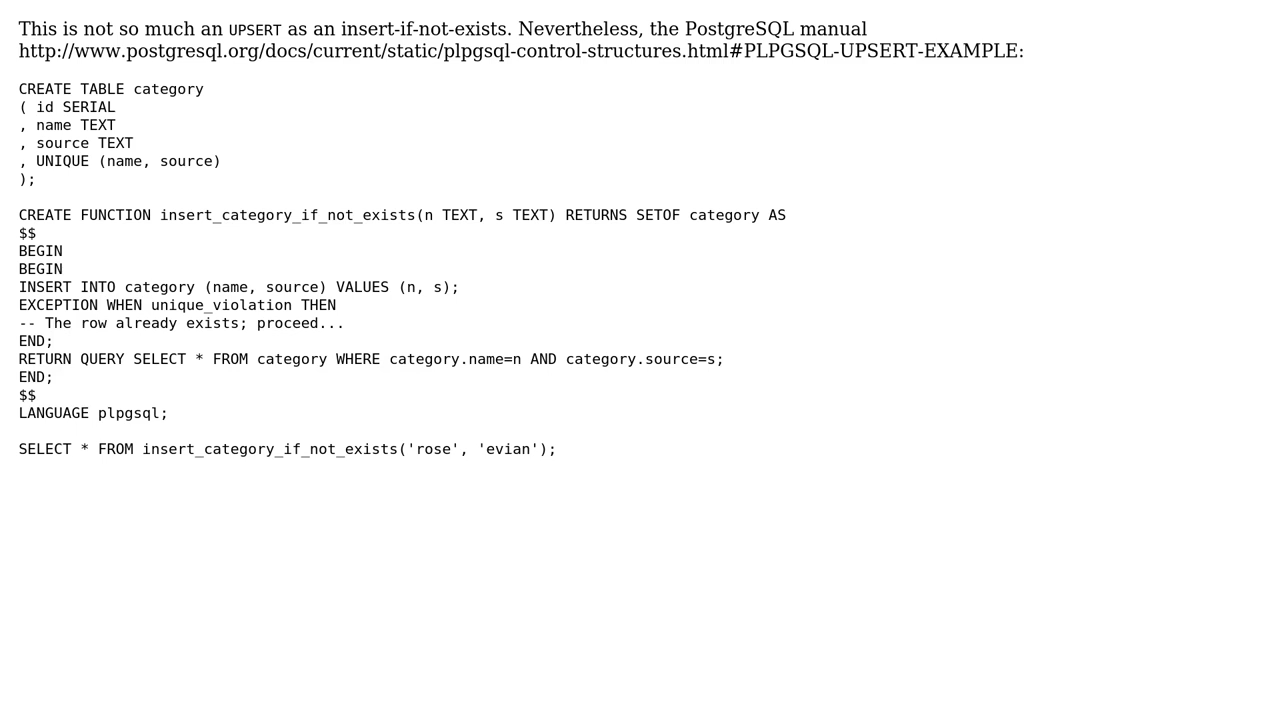 This is not so much an UPSERT as an insert-if-not-exists. Nevertheless, the PostgreSQL manual
http://www.postgresql.org/docs/current/static/plpgsql-control-structures.html#PLPGSQL-UPSERT-EXAMPLE:
CREATE TABLE category
( id SERIAL
, name TEXT
, source TEXT
, UNIQUE (name, source)
);
CREATE FUNCTION insert_category_if_not_exists(n TEXT, s TEXT) RETURNS SETOF category AS
$$
BEGIN
BEGIN
INSERT INTO category (name, source) VALUES (n, s);
EXCEPTION WHEN unique_violation THEN
-- The row already exists; proceed...
END;
RETURN QUERY SELECT * FROM category WHERE category.name=n AND category.source=s;
END;
$$
LANGUAGE plpgsql;
SELECT * FROM insert_category_if_not_exists('rose', 'evian');